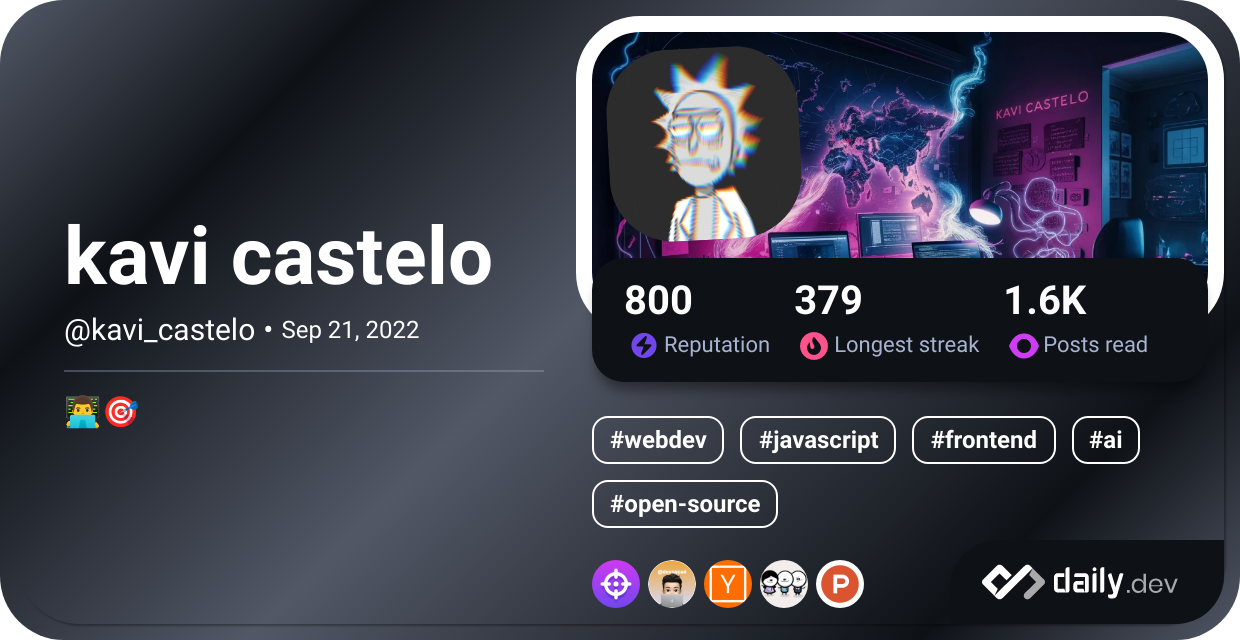 kavi castelo
@kavi_castelo • Sep 21, 2022
KAVI CASTELO
800 379 1.6K
Reputation Longest streak Posts read
#webdev #javascript #frontend #ai
#open-source
Y P
daily.dev